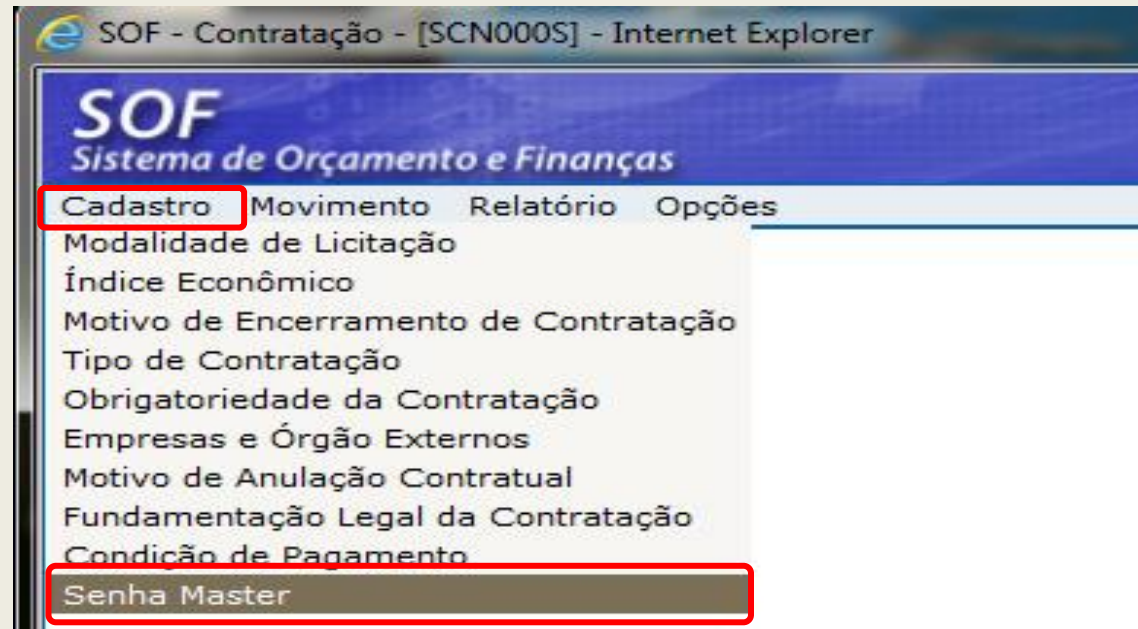 SOF - Contratação - [SCN000S] - Internet Explorer
SOF
Sistema de Orçamento e Finanças
Cadastro Movimento Relatório Opções
Modalidade de Licitação
Índice Econômico
Motivo de Encerramento de Contratação
Tipo de Contratação
Obrigatoriedade da Contratação
Empresas e Órgão Externos
Motivo de Anulação Contratual
Fundamentação Legal da Contratação
Condição de Pagamento
Senha Master